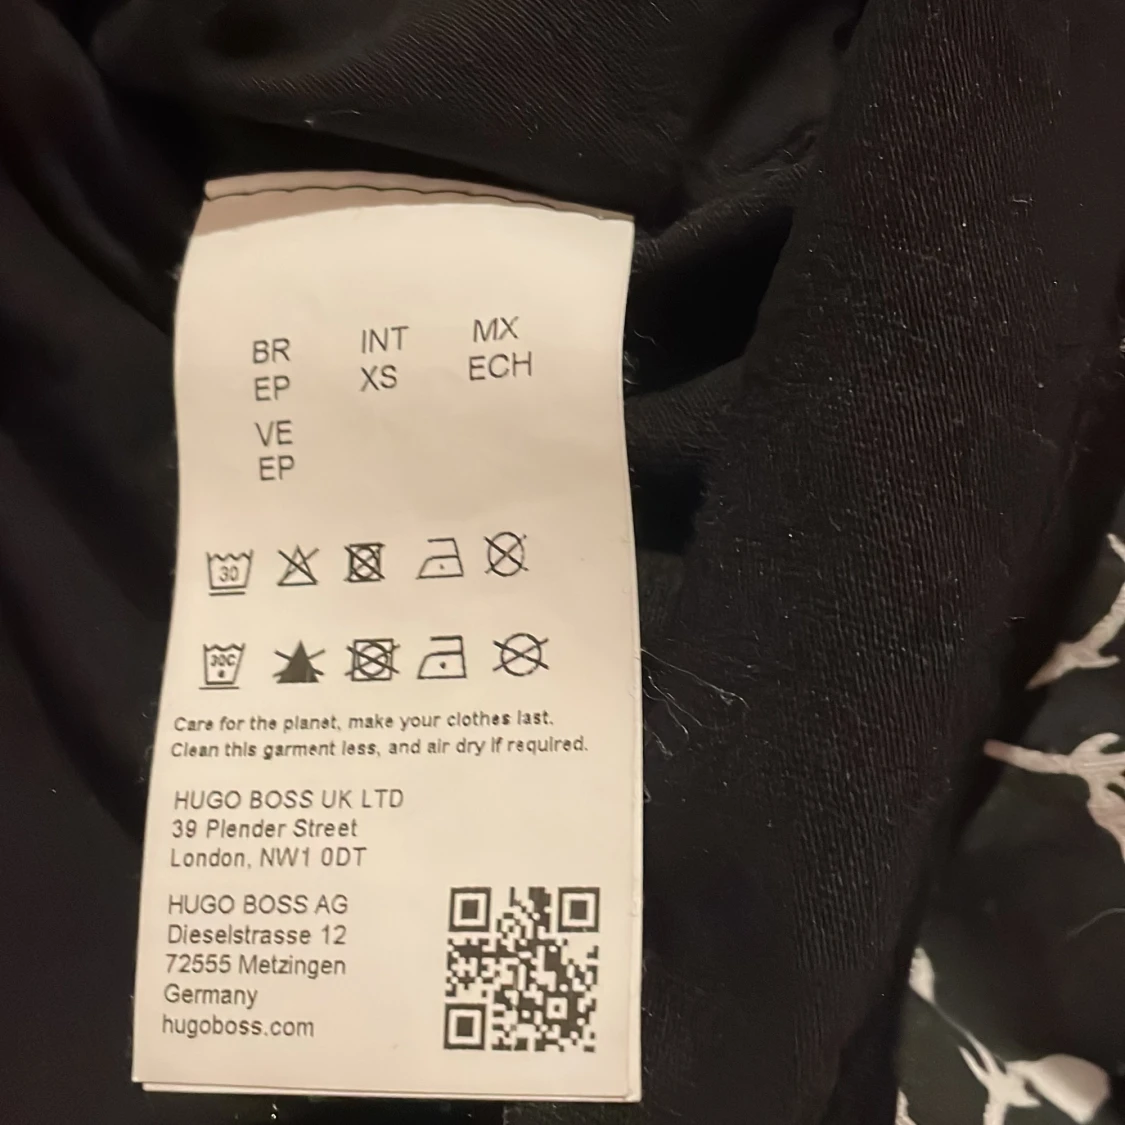 BR INT MX
EP XS ECH
VE
EP
30
30C
Care for the planet, make your clothes last.
Clean this garment less, and air dry if required.
HUGO BOSS UK LTD
39 Plender Street
London, NW1 0DT
HUGO BOSS AG
Dieselstrasse 12
72555 Metzingen
Germany
hugoboss.com